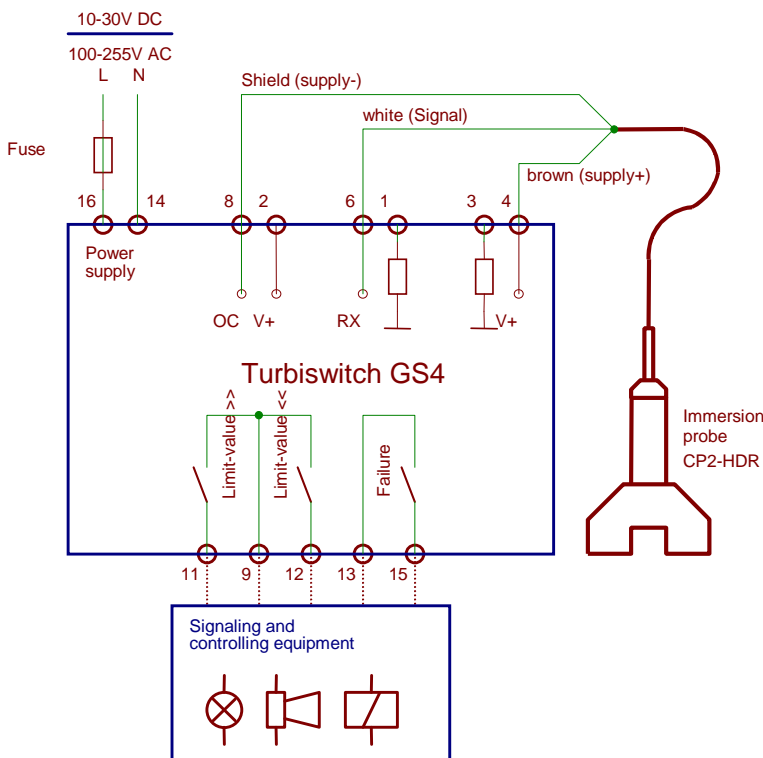 10-30V DC
100-255V AC
L N
Fuse
Shield (supply-)
white (Signal)
brown (supply+)
16 14 8 2 6 1 3 4
Power
supply
OC V+ RX V+
Turbiswitch GS4
Limit-value >>
Limit-value <<
Failure
Immersion
probe
CP2-HDR
11 9 12 13 15
Signaling and
controlling equipment